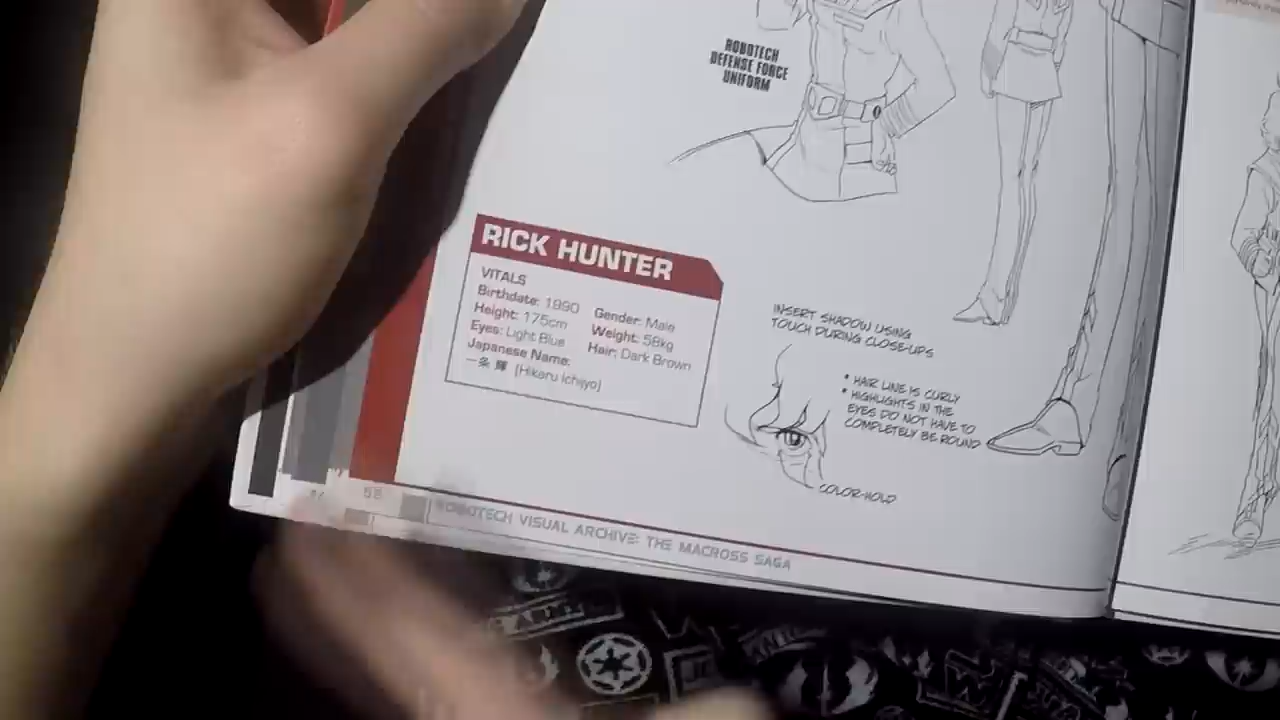 ROBOTECH
DEFENSE FORCE
UNIFORM
RICK HUNTER
VITALS
Birthdate: 1990 Gender: Male
Height: 175cm Weight: 58kg
Eyes: Light Blue Hair: Dark Brown
Japanese Name:
一条 輝 (Hikaru Ichijyo)
INSERT SHADOW USING
TOUCH DURING CLOSE-UPS
* HAIR LINE IS CURLY
* HIGHLIGHTS IN THE
EYES DO NOT HAVE TO
COMPLETELY BE ROUND
COLOR-HOLD
ROBOTECH VISUAL ARCHIVE: THE MACROSS SAGA